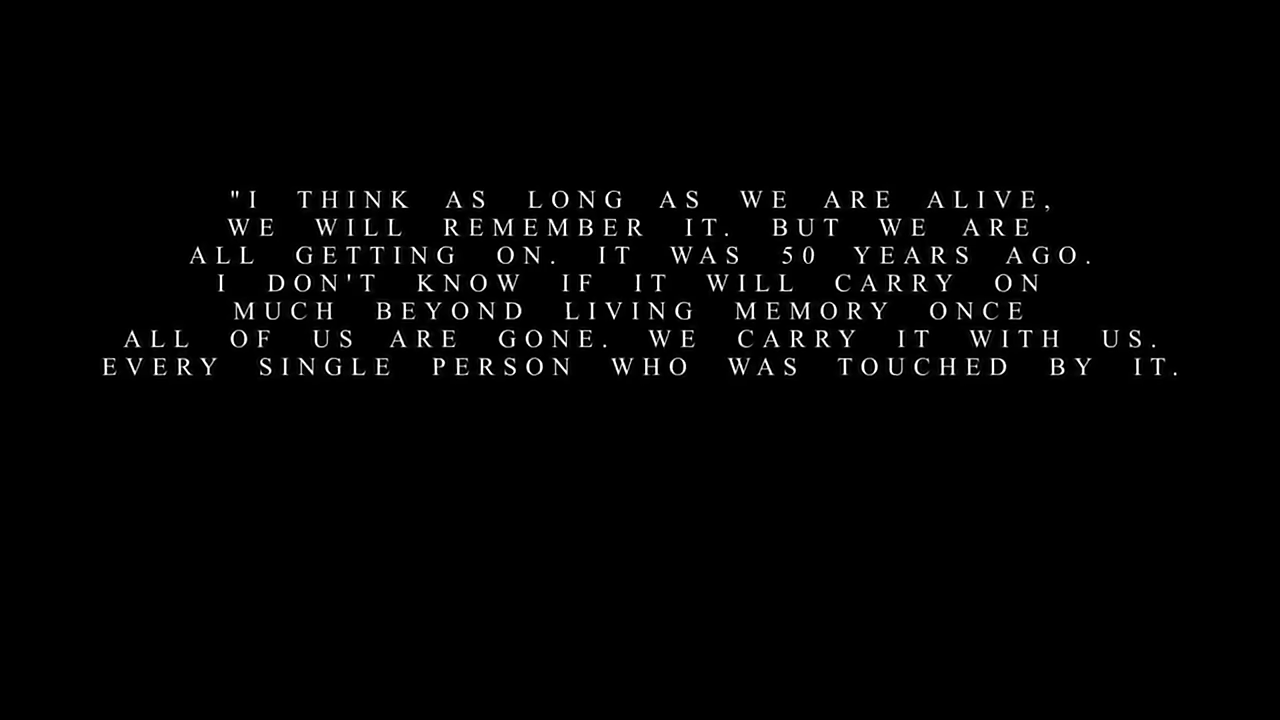 "I THINK AS LONG AS WE ARE ALIVE,
WE WILL REMEMBER IT. BUT WE ARE
ALL GETTING ON. IT WAS 50 YEARS AGO.
I DON'T KNOW IF IT WILL CARRY ON
MUCH BEYOND LIVING MEMORY ONCE
ALL OF US ARE GONE. WE CARRY IT WITH US.
EVERY SINGLE PERSON WHO WAS TOUCHED BY IT.